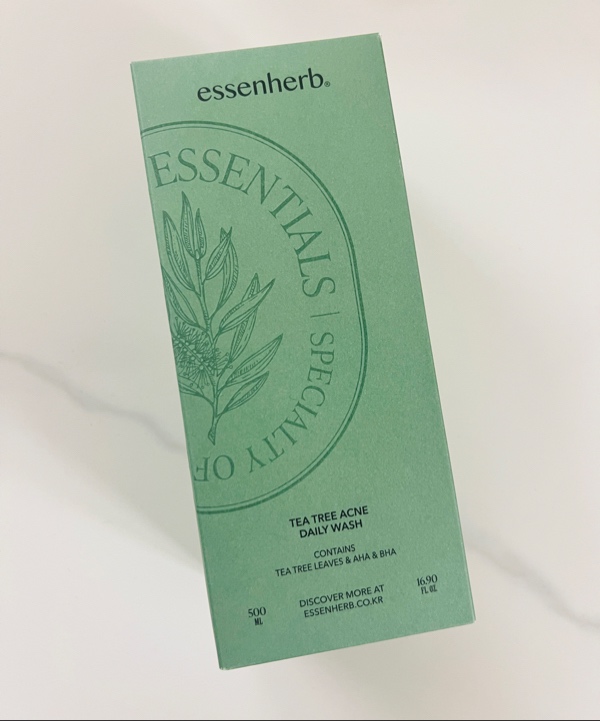 essenherb®
ESSENTIALS | SPECIALTY OF
TEA TREE ACNE
DAILY WASH
CONTAINS
TEA TREE LEAVES & AHA & BHA
500
ML
DISCOVER MORE AT
ESSENHERB.CO.KR
16.90
FL OZ.